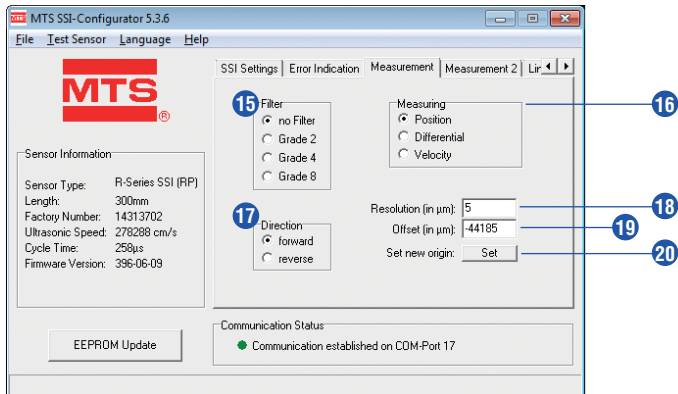 MTS
MTS SSI-Configurator 5.3.6
File Test Sensor Language Help
MTS
®
Sensor Information
Sensor Type: R-Series SSI (RP)
Length: 300mm
Factory Number: 14313702
Ultrasonic Speed: 278288 cm/s
Cycle Time: 258µs
Firmware Version: 396-06-09
EEPROM Update
SSI Settings Error Indication Measurement Measurement 2 Lin
15
Filter
no Filter
Grade 2
Grade 4
Grade 8
Measuring
Position
Differential
Velocity
16
17
Direction
forward
reverse
Resolution (in µm): 5
18
Offset (in µm): -44185
19
Set new origin: Set
20
Communication Status
Communication established on COM-Port 17